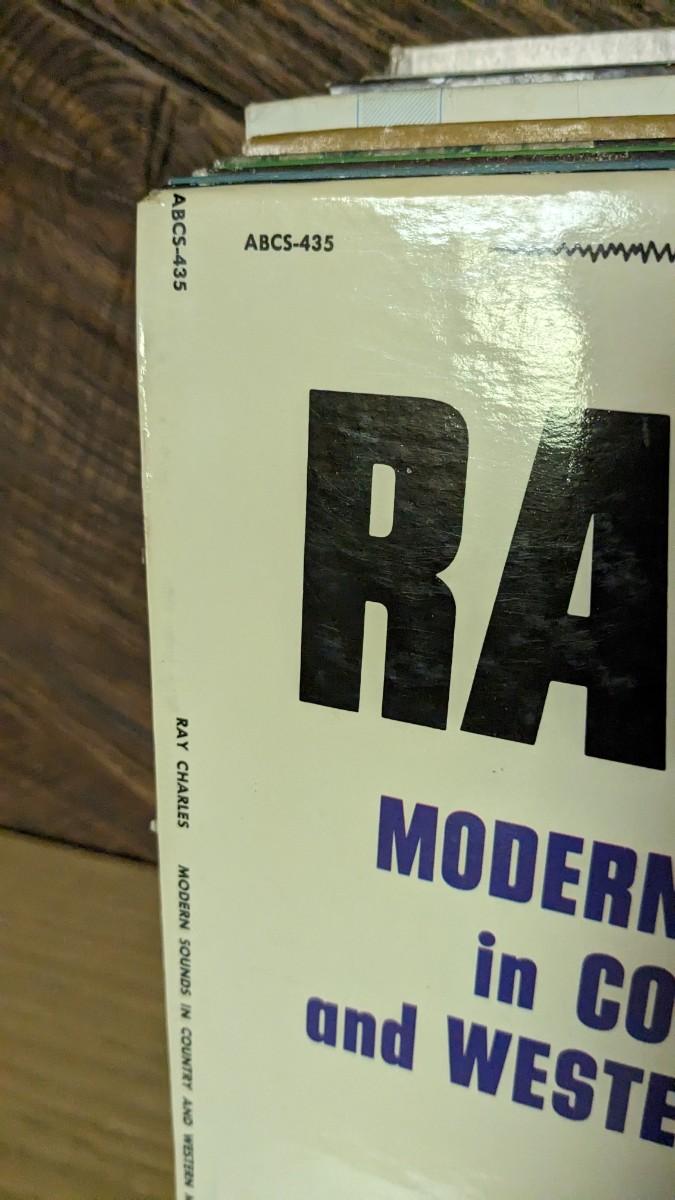 ABCS-435
ABCS-435
RA
MODERN
in CO
and WESTE
RAY CHARLES MODERN SOUNDS IN COUNTRY AND WESTERN M